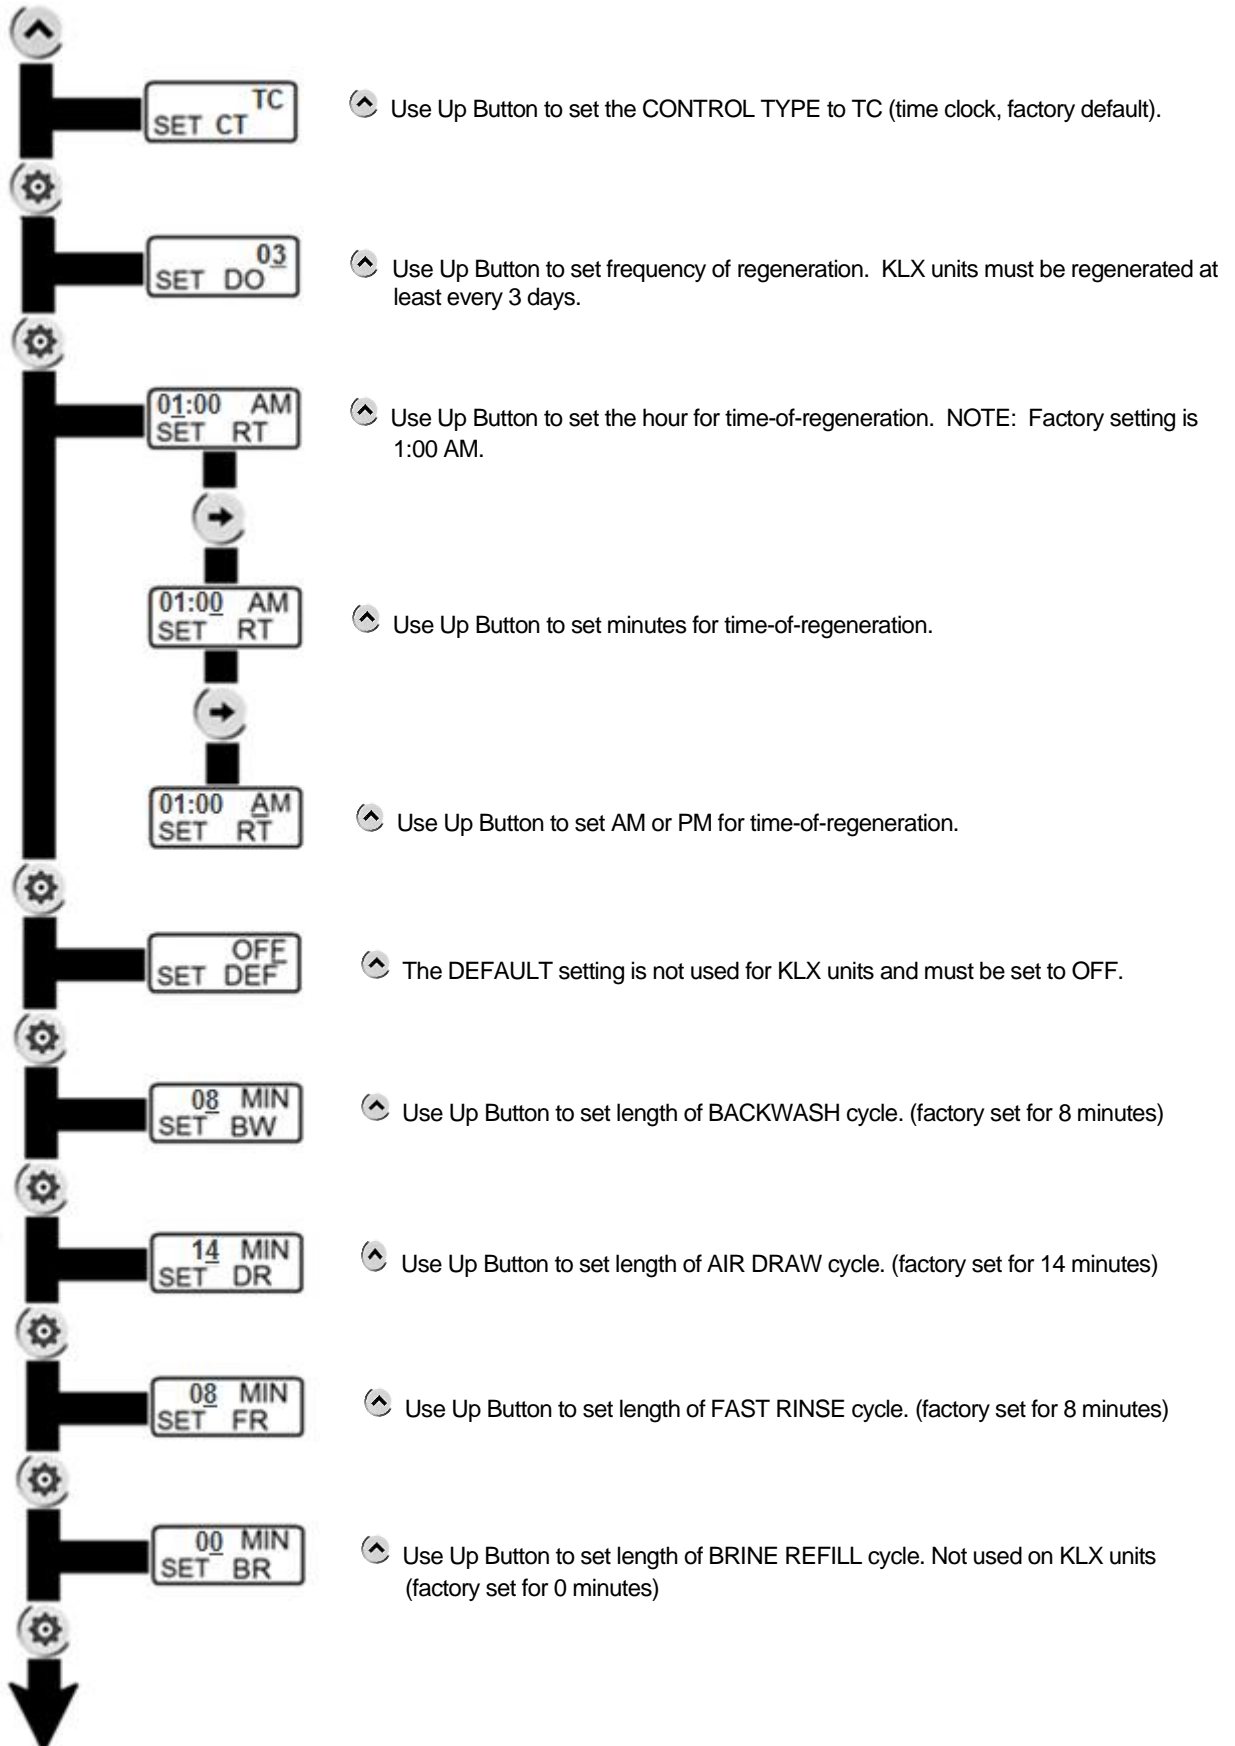 TC
SET CT
Use Up Button to set the CONTROL TYPE to TC (time clock, factory default).
03
SET DO
Use Up Button to set frequency of regeneration. KLX units must be regenerated at
least every 3 days.
01:00 AM
SET RT
Use Up Button to set the hour for time-of-regeneration. NOTE: Factory setting is
1:00 AM.
01:00 AM
SET RT
Use Up Button to set minutes for time-of-regeneration.
01:00 AM
SET RT
Use Up Button to set AM or PM for time-of-regeneration.
OFF
SET DEF
The DEFAULT setting is not used for KLX units and must be set to OFF.
08 MIN
SET BW
Use Up Button to set length of BACKWASH cycle. (factory set for 8 minutes)
14 MIN
SET DR
Use Up Button to set length of AIR DRAW cycle. (factory set for 14 minutes)
08 MIN
SET FR
Use Up Button to set length of FAST RINSE cycle. (factory set for 8 minutes)
00 MIN
SET BR
Use Up Button to set length of BRINE REFILL cycle. Not used on KLX units
(factory set for 0 minutes)